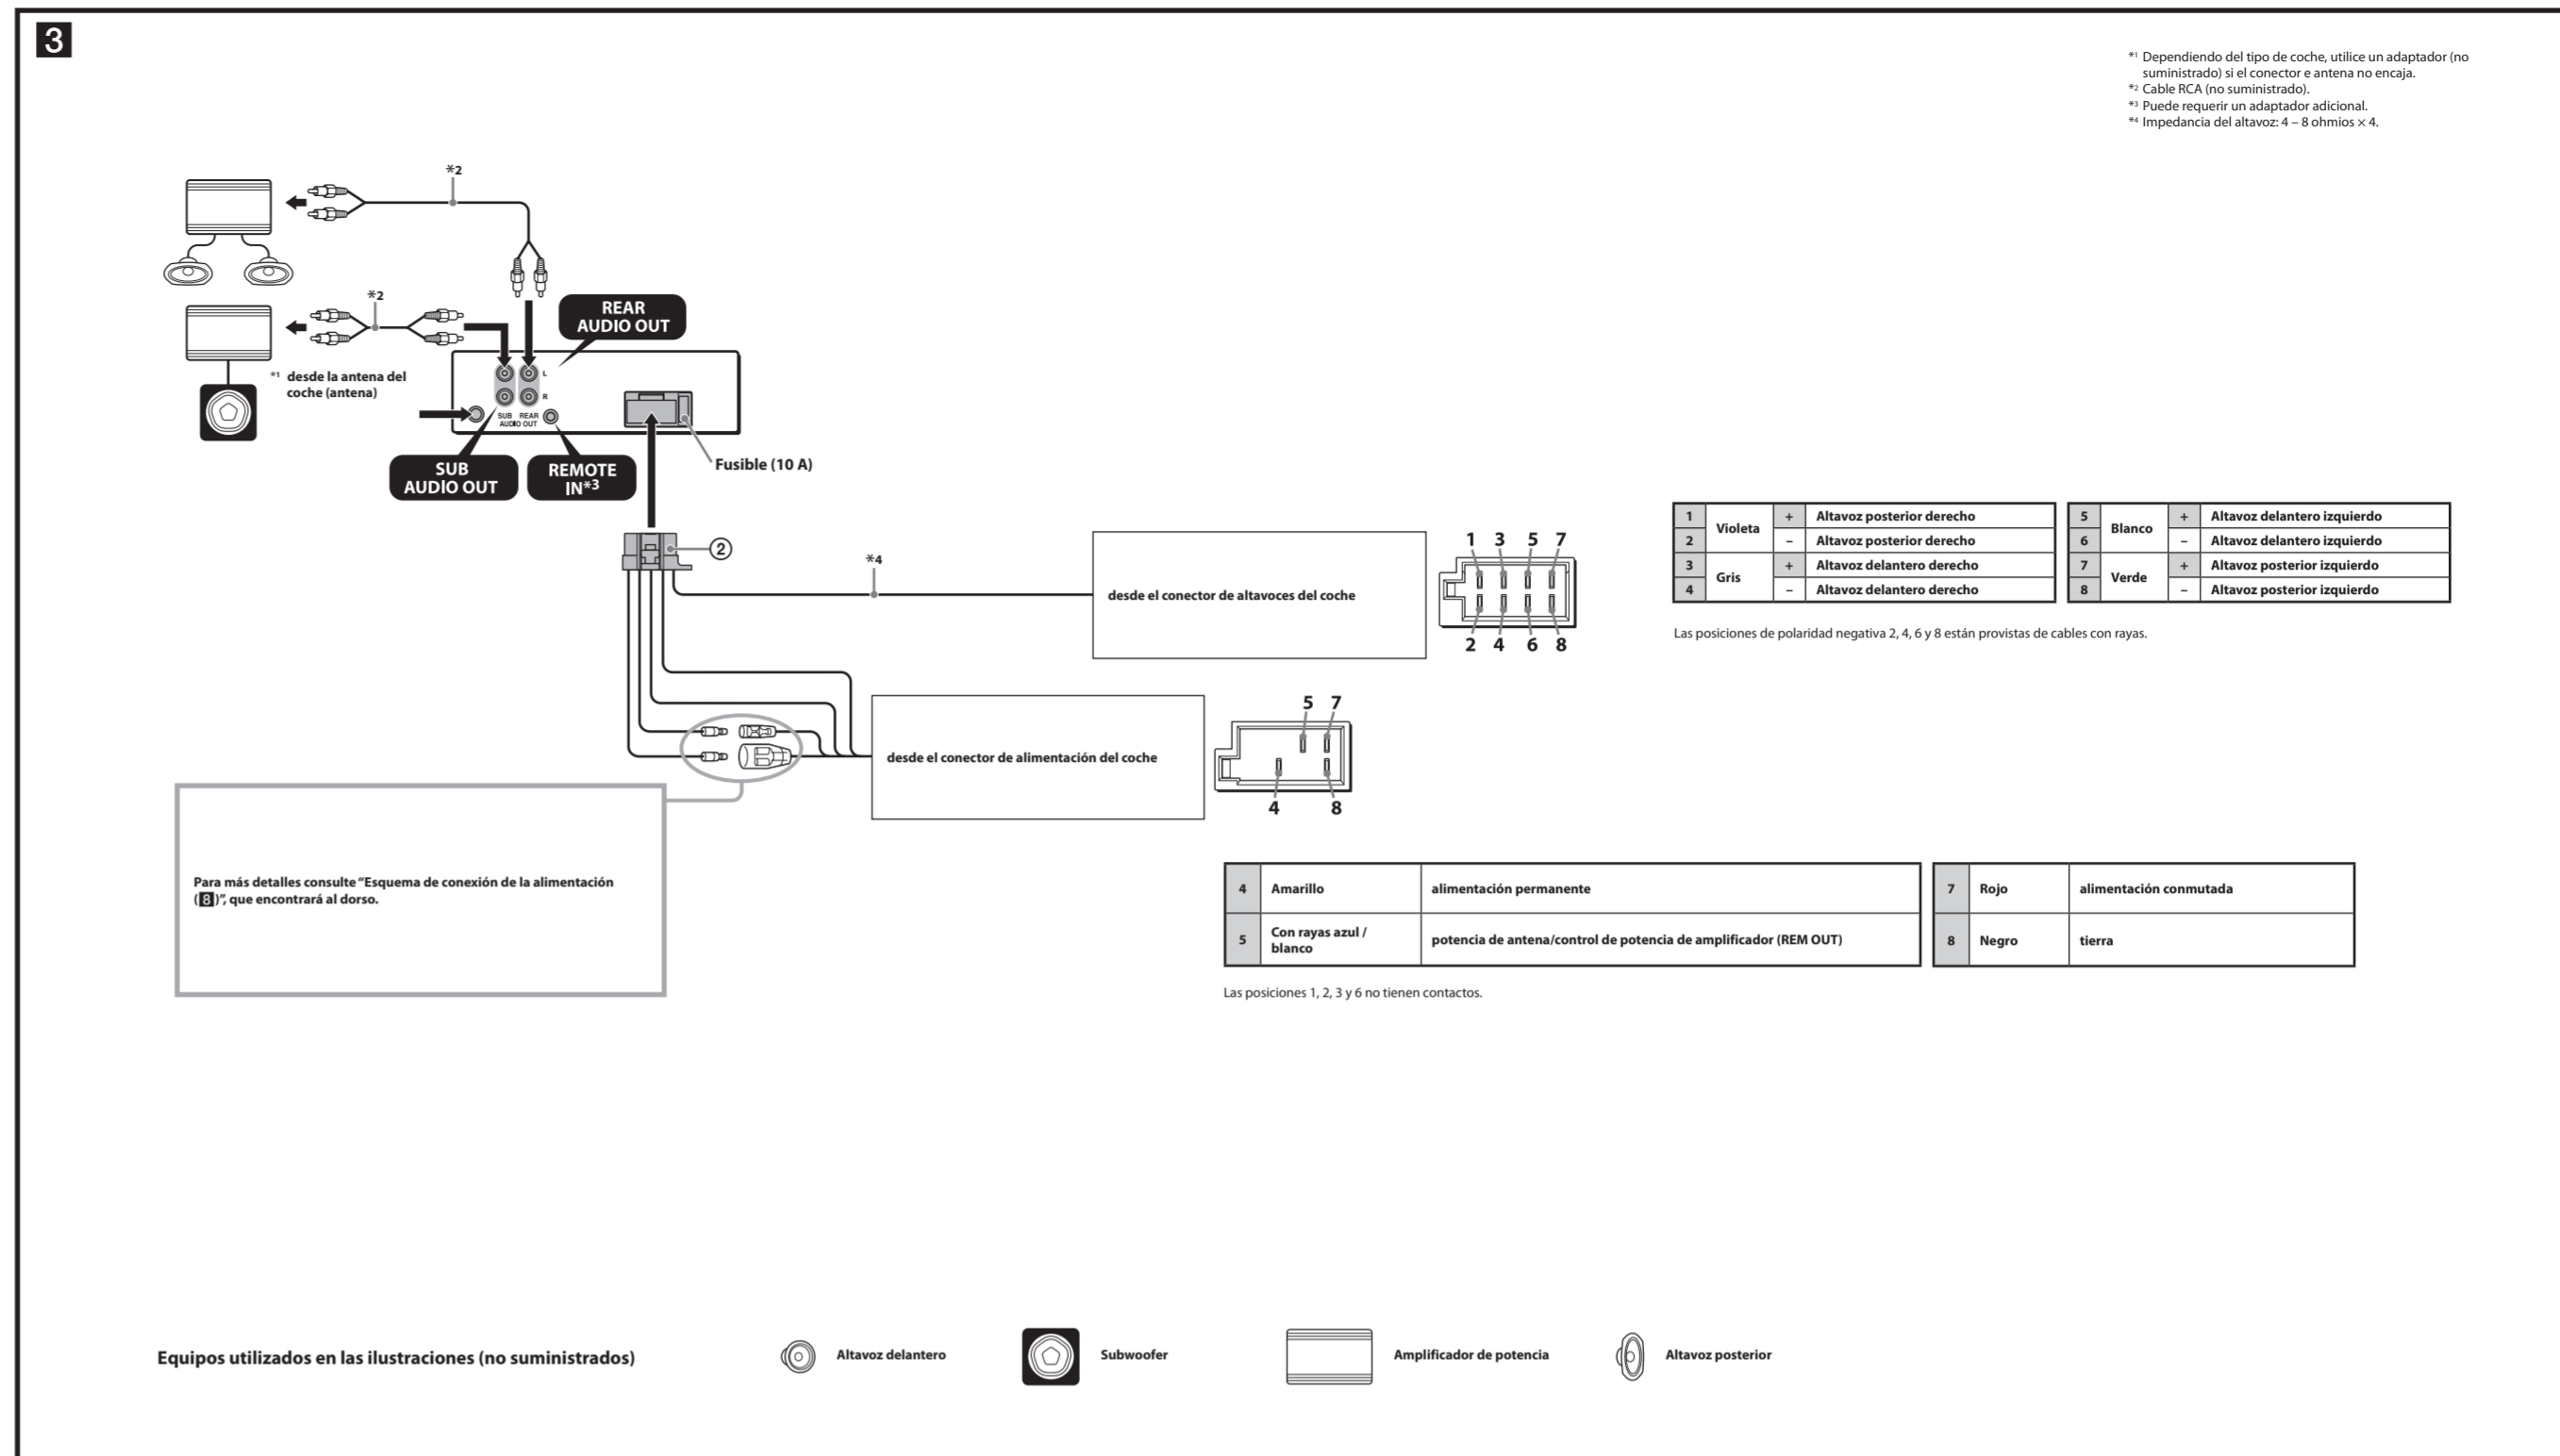 3
*1 Dependiendo del tipo de coche, utilice un adaptador (no
suministrado) si el conector e antena no encaja.
*2 Cable RCA (no suministrado).
*3 Puede requerir un adaptador adicional.
*4 Impedancia del altavoz: 4 – 8 ohmios × 4.
*2
*2
REAR
AUDIO OUT
*1 desde la antena del
coche (antena)
L
R
SUB REAR
AUDIO OUT
SUB
AUDIO OUT
REMOTE
IN*3
Fusible (10 A)
2
*4
desde el conector de altavoces del coche
1 3 5 7
2 4 6 8
1 Violeta + Altavoz posterior derecho
2 – Altavoz posterior derecho
3 Gris + Altavoz delantero derecho
4 – Altavoz delantero derecho
5 Blanco + Altavoz delantero izquierdo
6 – Altavoz delantero izquierdo
7 Verde + Altavoz posterior izquierdo
8 – Altavoz posterior izquierdo
Las posiciones de polaridad negativa 2, 4, 6 y 8 están provistas de cables con rayas.
desde el conector de alimentación del coche
5 7
4 8
Para más detalles consulte “Esquema de conexión de la alimentación
(8)”, que encontrará al dorso.
4 Amarillo alimentación permanente
5 Con rayas azul /
blanco potencia de antena/control de potencia de amplificador (REM OUT)
7 Rojo alimentación conmutada
8 Negro tierra
Las posiciones 1, 2, 3 y 6 no tienen contactos.
Equipos utilizados en las ilustraciones (no suministrados)
Altavoz delantero
Subwoofer
Amplificador de potencia
Altavoz posterior